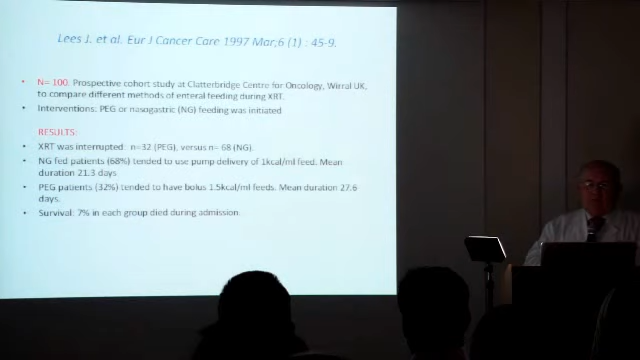 Lees J. et al. Eur J Cancer Care 1997 Mar;6 (1) : 45-9.
• N= 100. Prospective cohort study at Clatterbridge Centre for Oncology, Wirral UK,
to compare different methods of enteral feeding during XRT.
• Interventions: PEG or nasogastric (NG) feeding was initiated
RESULTS:
• XRT was interrupted: n=32 (PEG), versus n= 68 (NG).
• NG fed patients (68%) tended to use pump delivery of 1kcal/ml feed. Mean
duration 21.3 days
• PEG patients (32%) tended to have bolus 1.5kcal/ml feeds. Mean duration 27.6
days.
• Survival: 7% in each group died during admission.